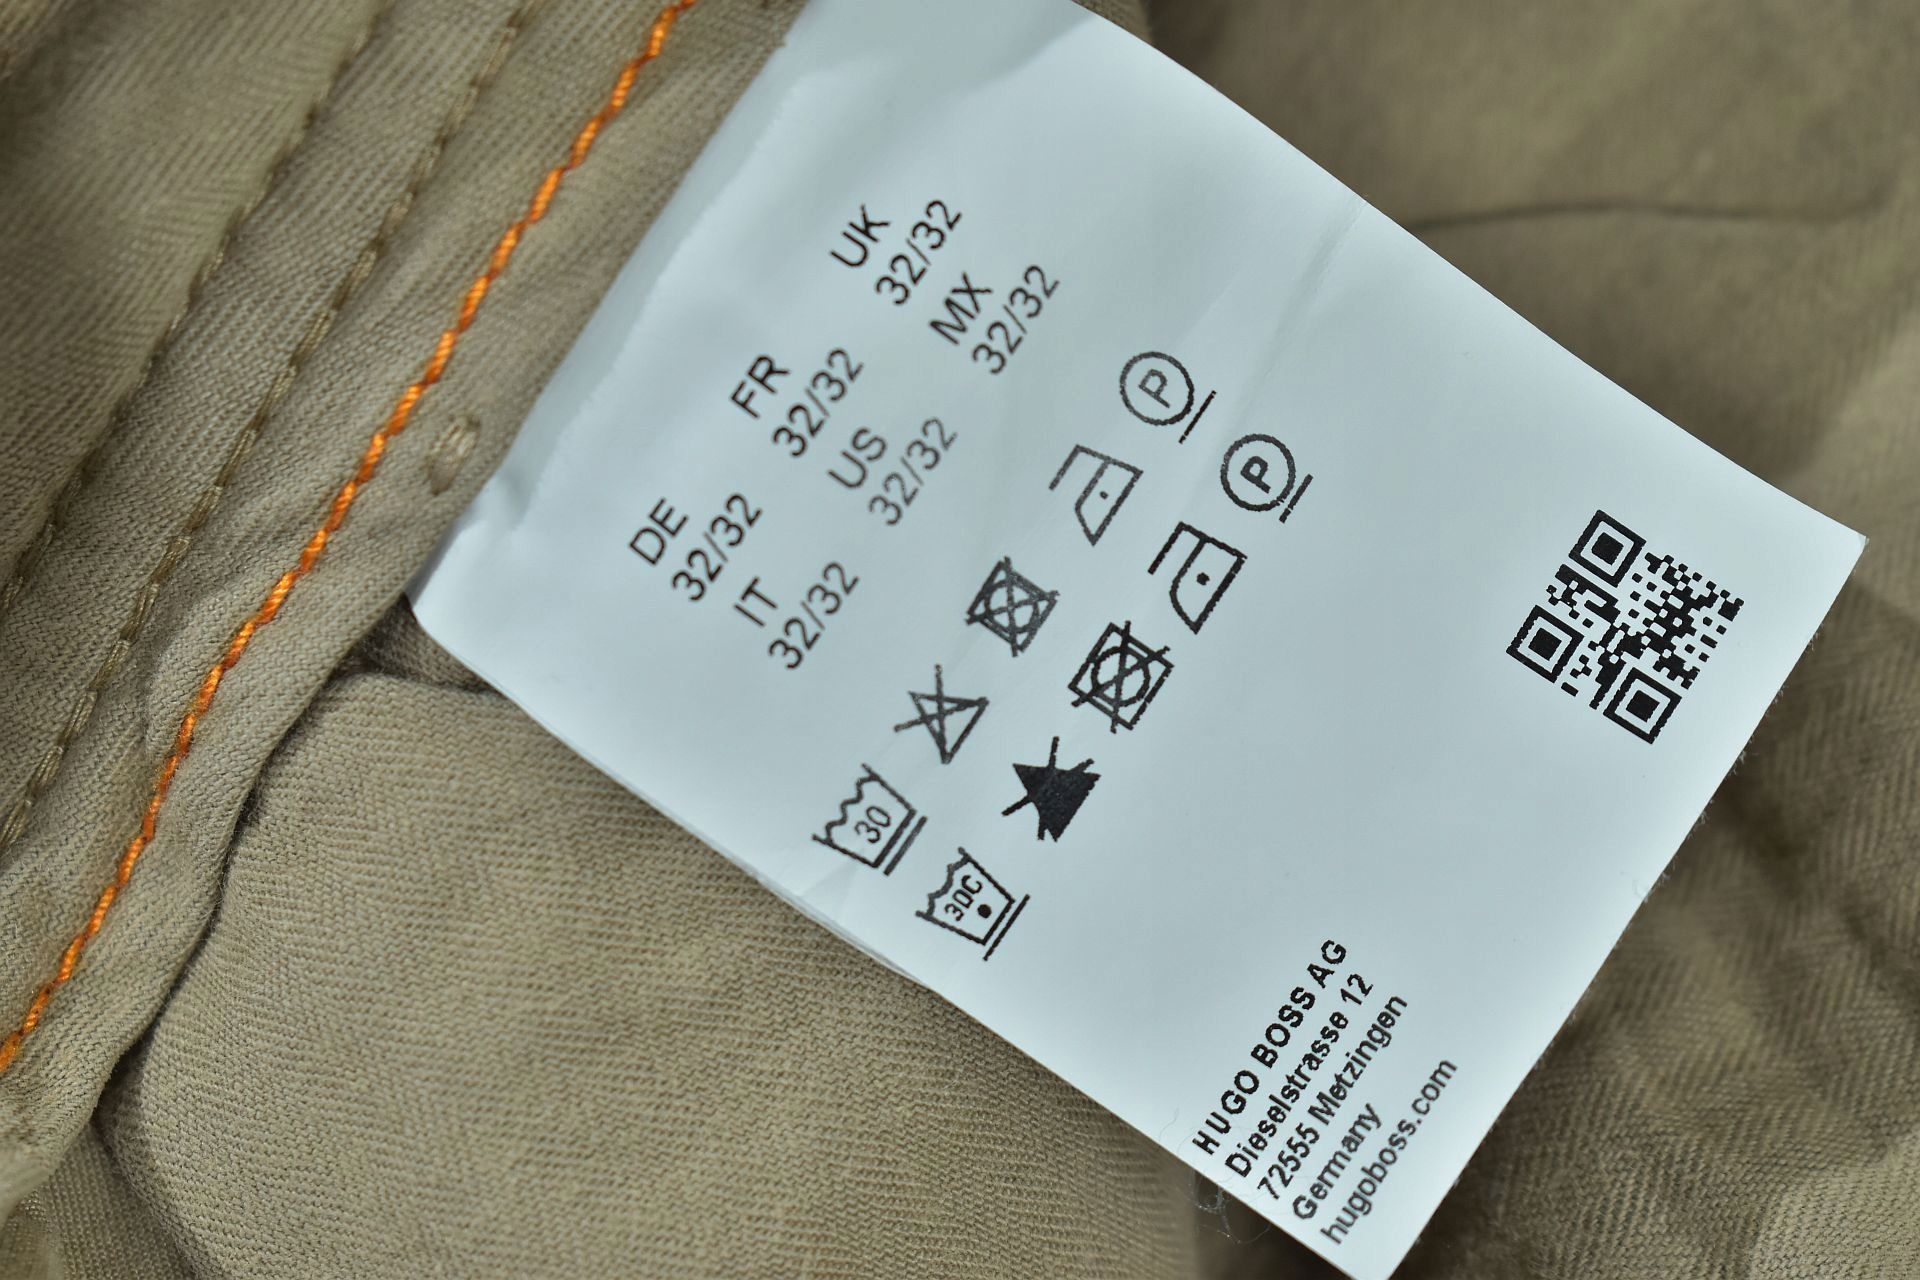 DE FR UK
32/32 32/32 32/32
IT US MX
32/32 32/32 32/32
30 P
30C P
HUGO BOSS AG
Dieselstrasse 12
72555 Metzingen
Germany
hugoboss.com